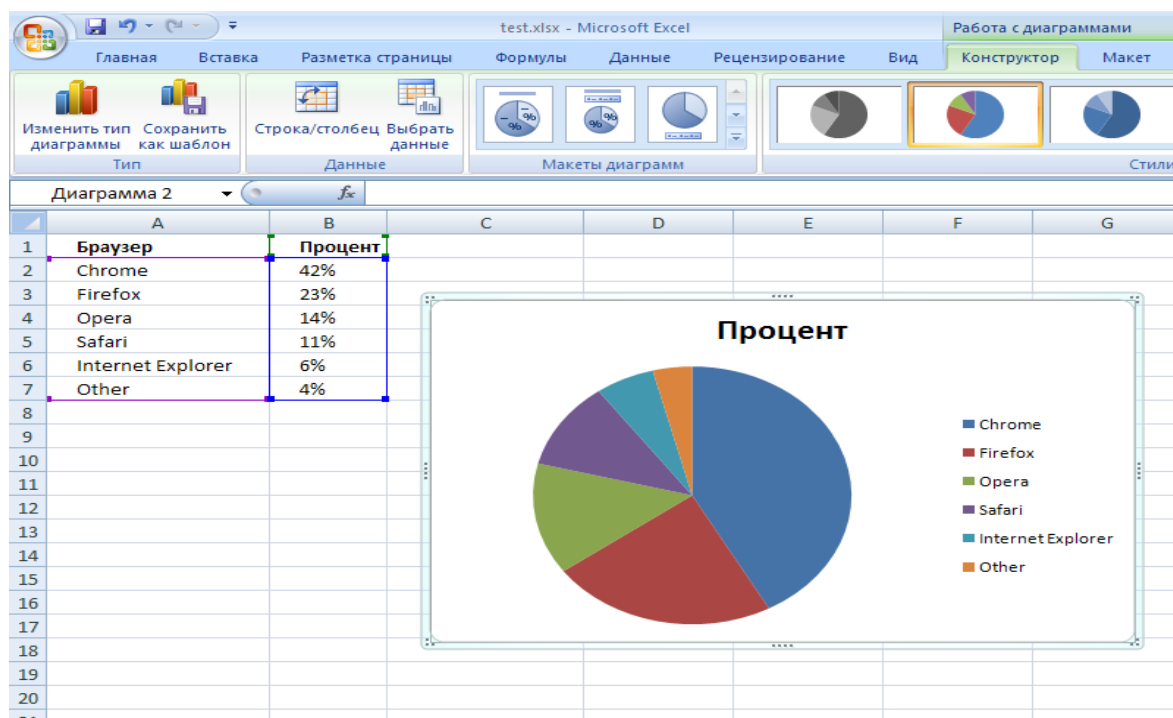 test.xlsx - Microsoft Excel
Работа с диаграммами
Главная Вставка Разметка страницы Формулы Данные Рецензирование Вид Конструктор Макет
Изменить тип диаграммы
Сохранить как шаблон
Строка/столбец
Выбрать данные
Тип Данные Макеты диаграмм Стили
Диаграмма 2 fx
A B C D E F G
1 Браузер Процент
2 Chrome 42%
3 Firefox 23%
4 Opera 14%
5 Safari 11%
6 Internet Explorer 6%
7 Other 4%
8
9
10
11
12
13
14
15
16
17
18
19
20
Процент
Chrome
Firefox
Opera
Safari
Internet Explorer
Other